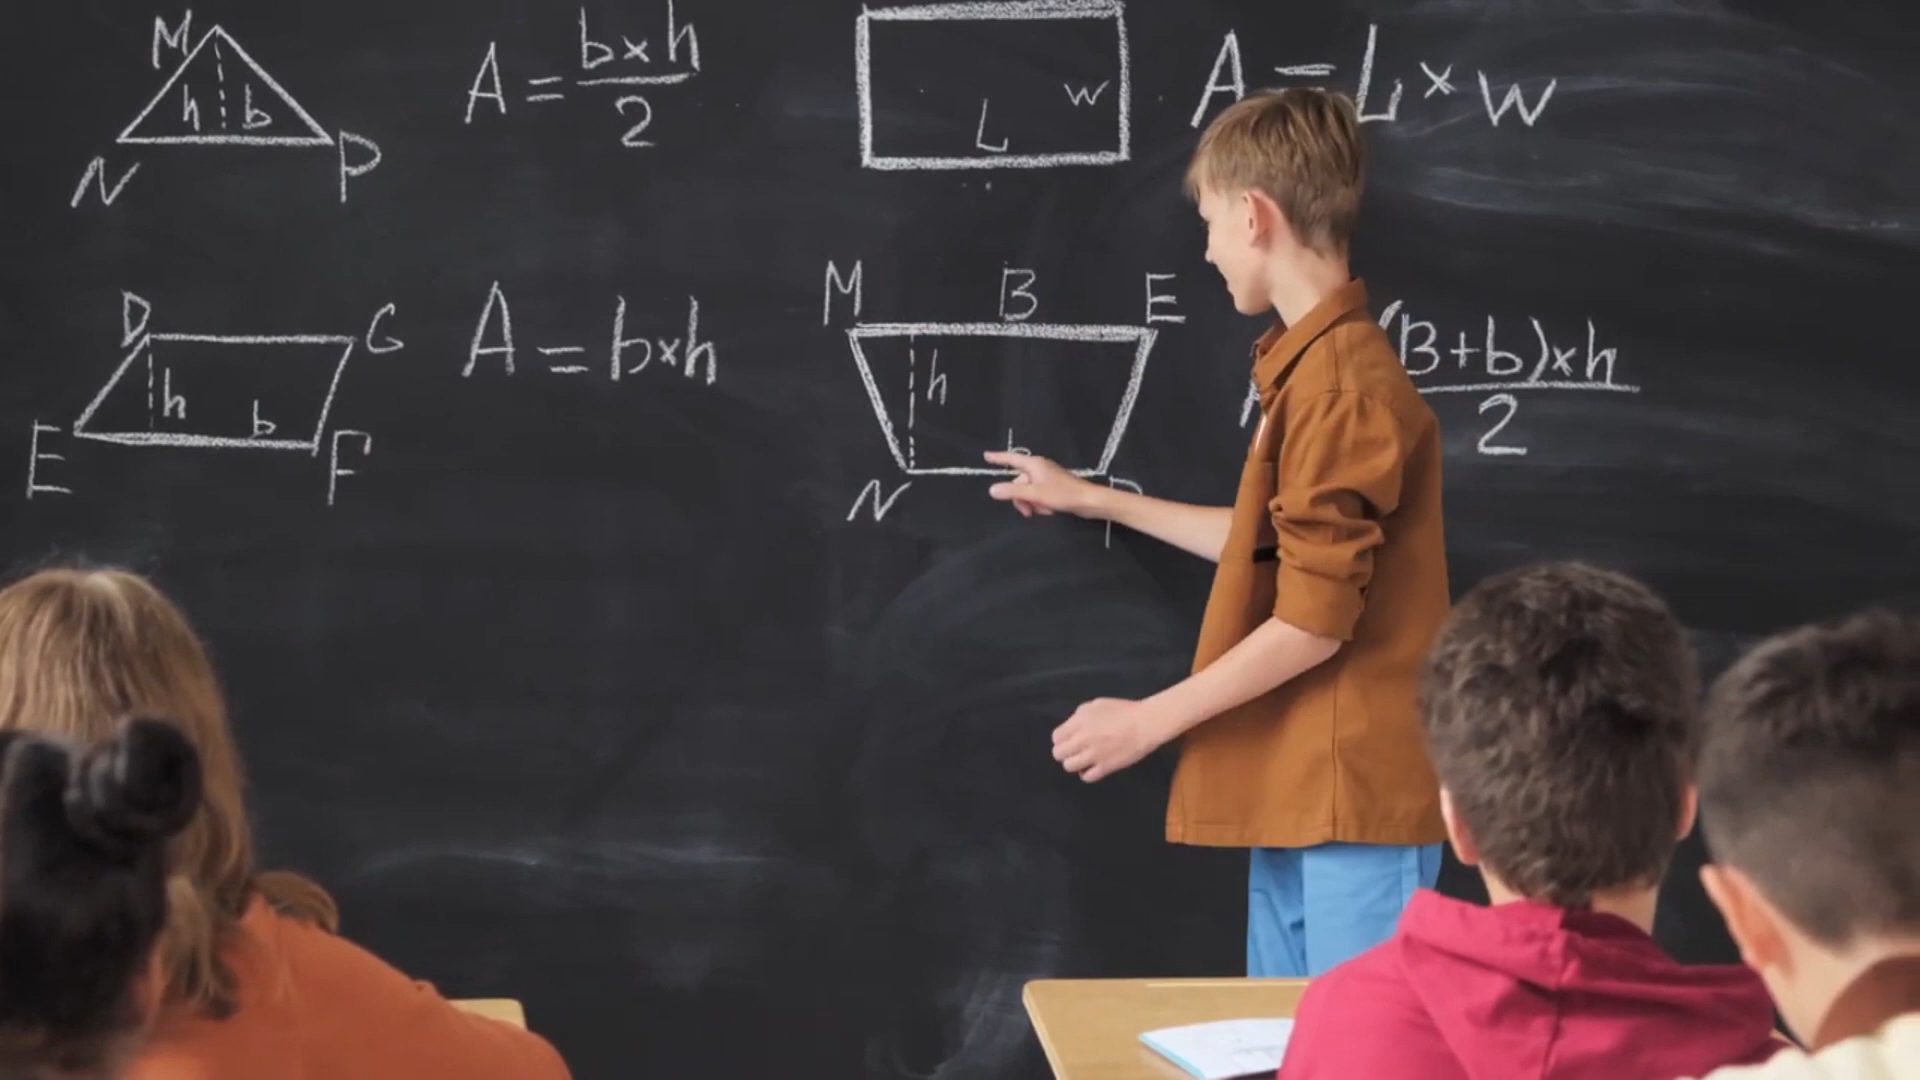 M
h b
N P
A = b×h
2
L w
A = L×w
D G
h b
E F
A = b×h
M B E
h
b
N P
(B+b)×h
2